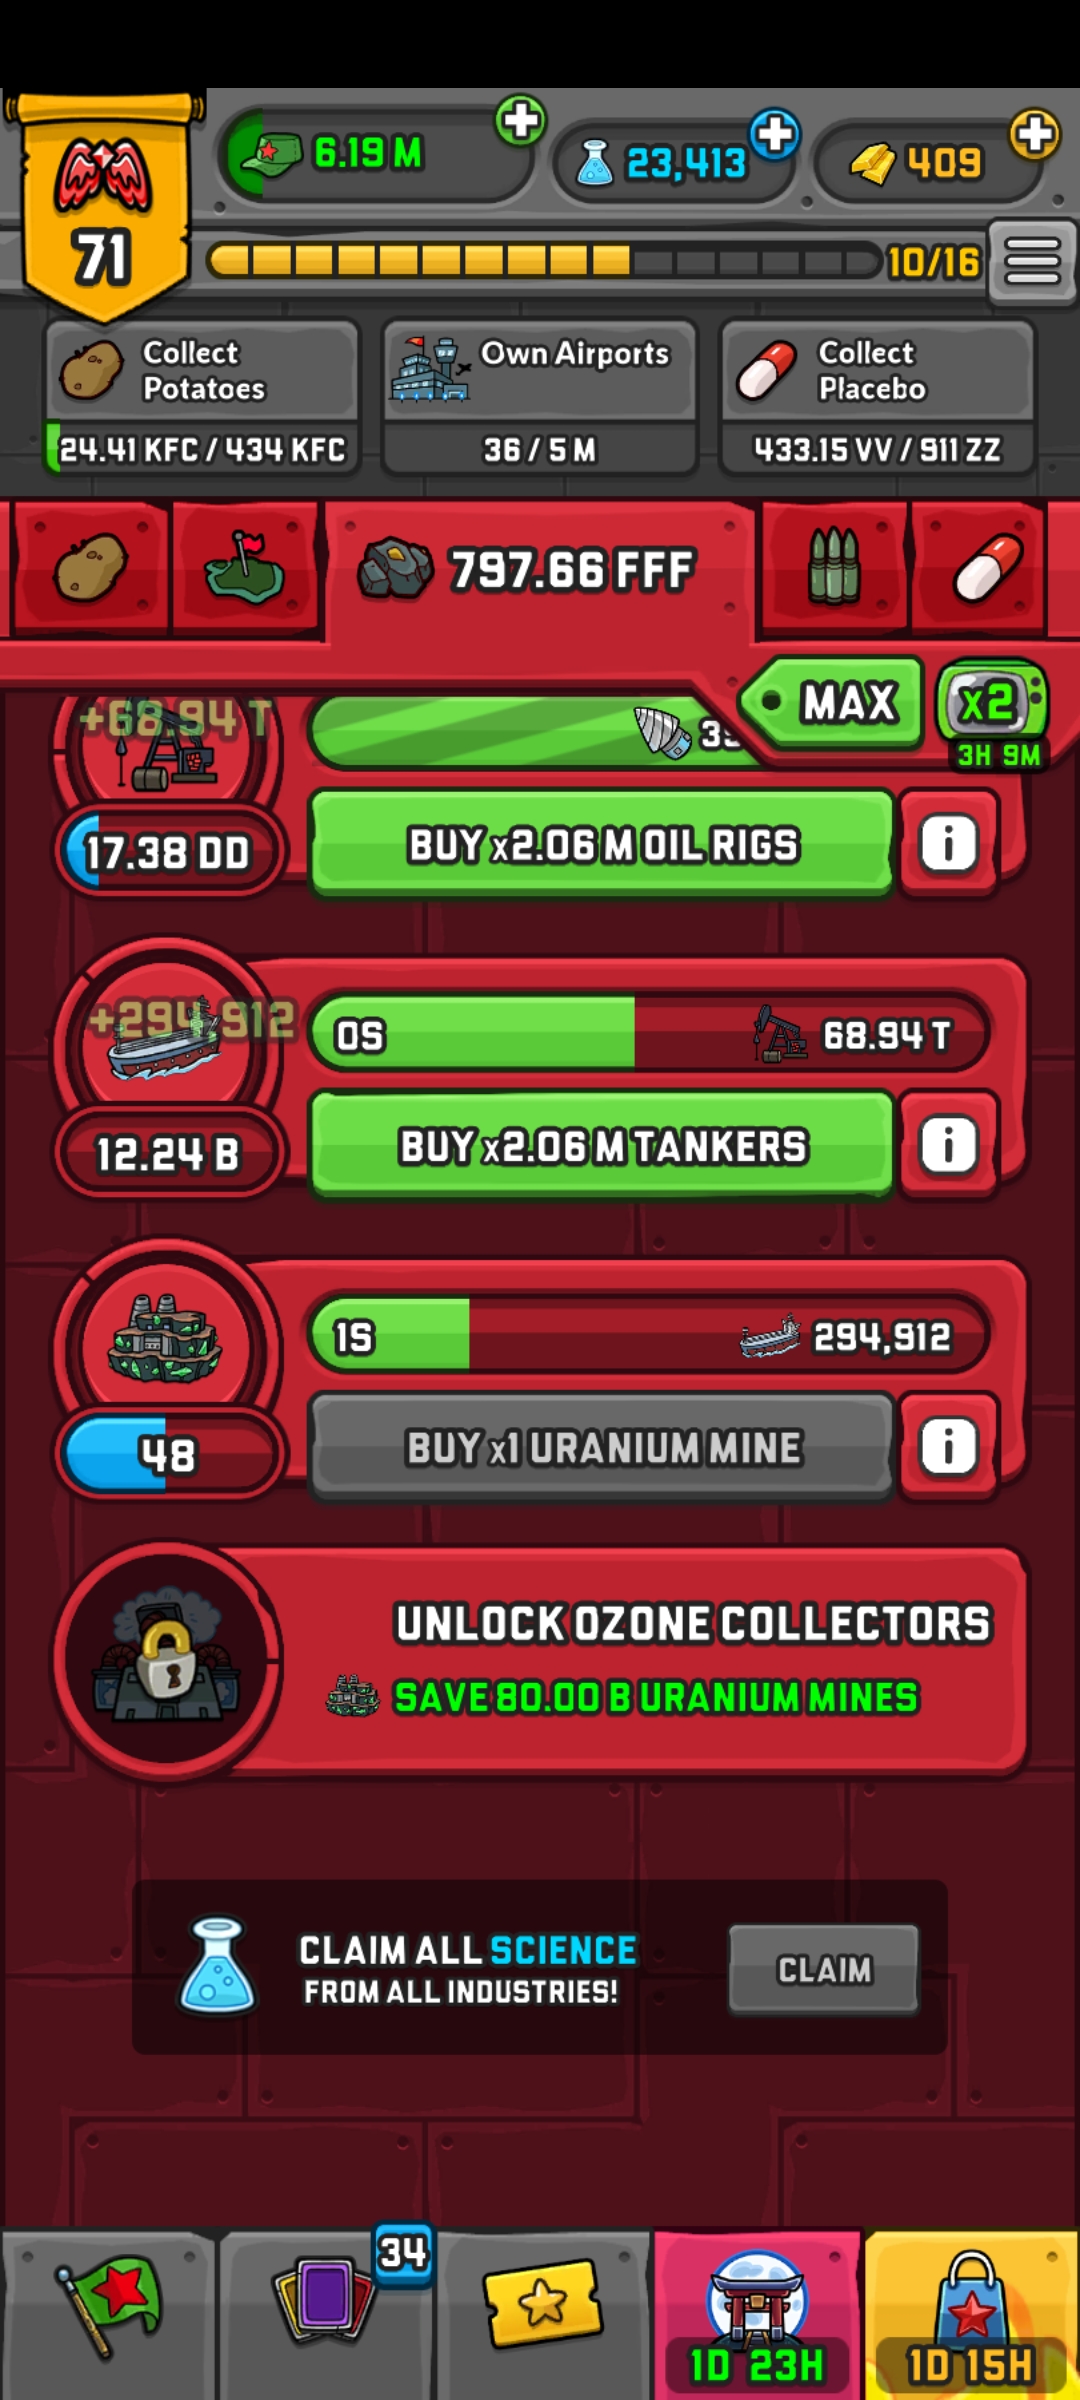 6.19 M
23,413
409
71
10/16
Collect
Potatoes
24.41 KFC / 434 KFC
Own Airports
36 / 5 M
Collect
Placebo
433.15 VV / 911 ZZ
797.66 FFF
MAX
x2
3H 9M
+68.94 T
17.38 DD
BUY x2.06 M OIL RIGS
i
+294,912
0S
68.94 T
12.24 B
BUY x2.06 M TANKERS
i
1S
294,912
48
BUY x1 URANIUM MINE
i
UNLOCK OZONE COLLECTORS
SAVE 80.00 B URANIUM MINES
CLAIM ALL SCIENCE
FROM ALL INDUSTRIES!
CLAIM
34
1D 23H
1D 15H